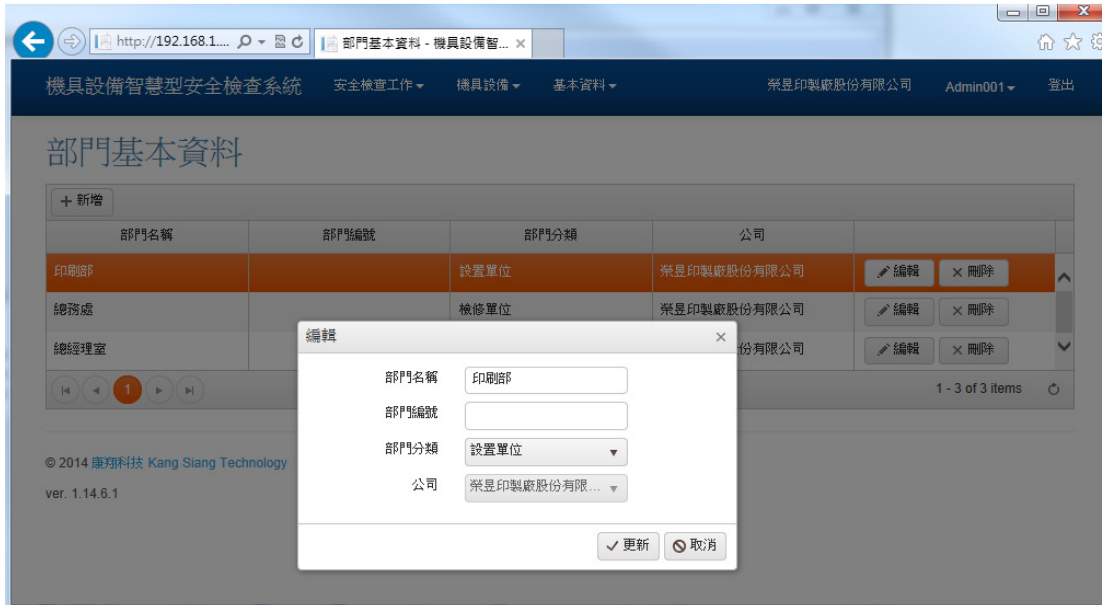 http://192.168.1.... 部門基本資料 - 機具設備智...
機具設備智慧型安全檢查系統 安全檢查工作 機具設備 基本資料 榮昱印製廠股份有限公司 Admin001 登出
部門基本資料
新增
部門名稱 部門編號 部門分類 公司
印刷部 設置單位 榮昱印製廠股份有限公司 編輯 刪除
總務處 檢修單位 榮昱印製廠股份有限公司 編輯 刪除
總經理室 份有限公司 編輯 刪除
1 1 - 3 of 3 items
編輯
部門名稱 印刷部
部門編號
部門分類 設置單位
公司 榮昱印製廠股份有限...
更新 取消
© 2014 康翔科技 Kang Siang Technology
ver. 1.14.6.1